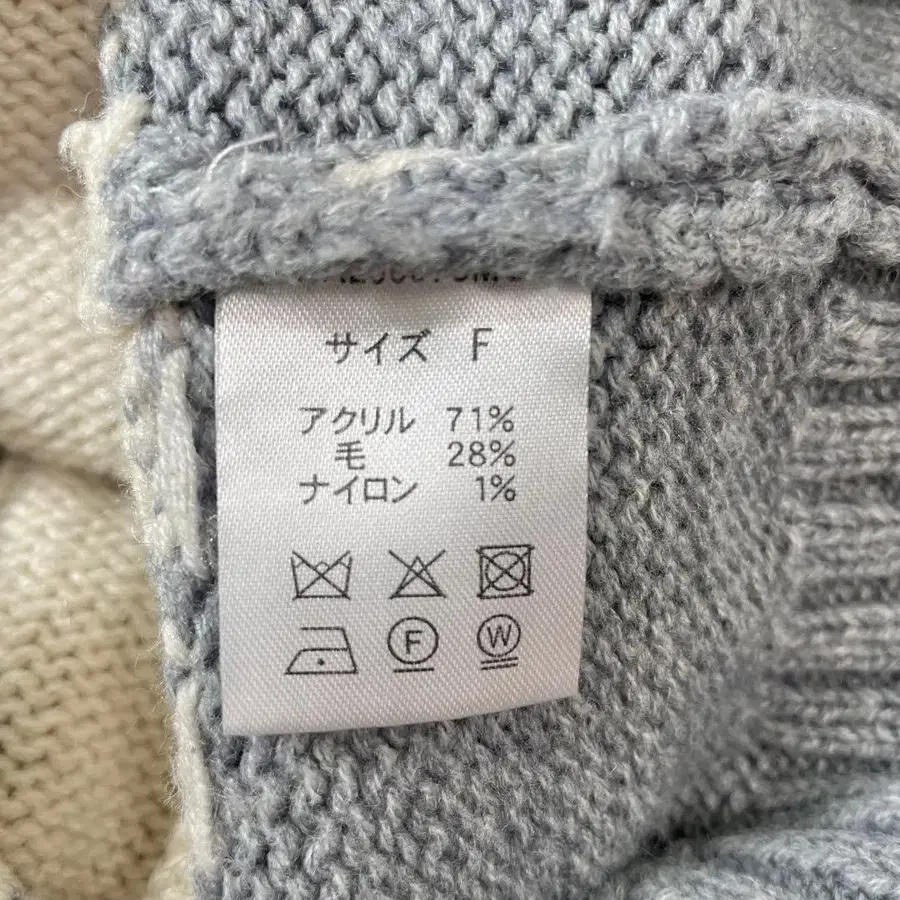 サイズ F
アクリル 71%
毛 28%
ナイロン 1%
F W